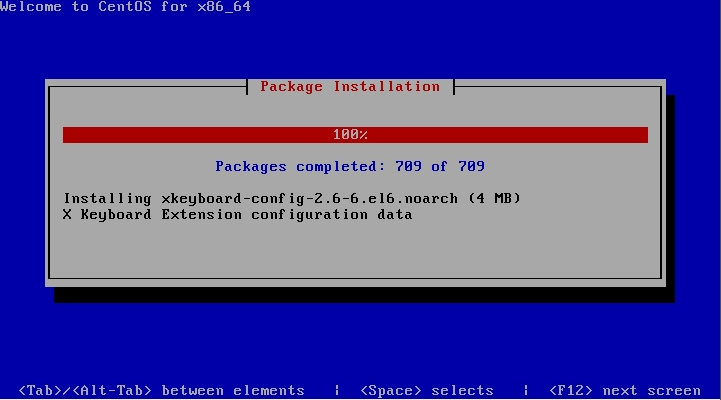 Welcome to CentOS for x86_64
Package Installation
100%
Packages completed: 709 of 709
Installing xkeyboard-config-2.6-6.el6.noarch (4 MB)
X Keyboard Extension configuration data
<Tab>/<Alt-Tab> between elements | <Space> selects | <F12> next screen